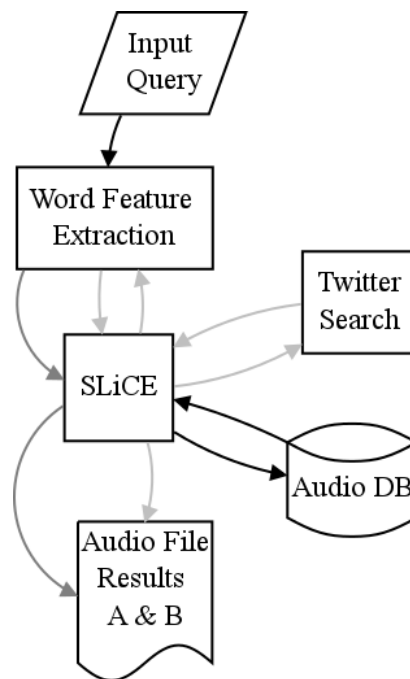 Input
Query
Word Feature
Extraction
Twitter
Search
SLiCE
Audio DB
Audio File
Results
A & B